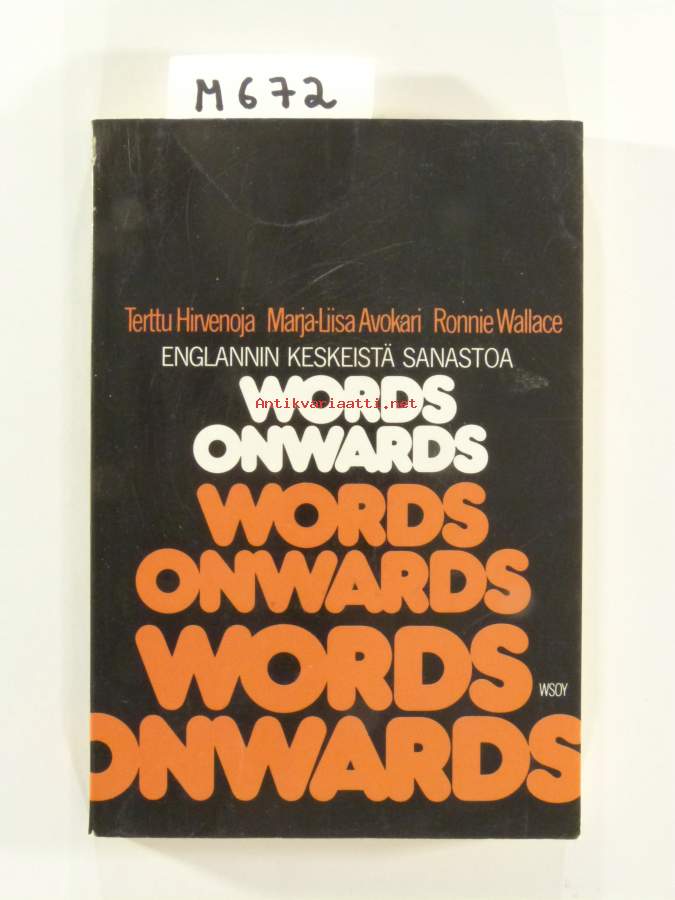 M672
Terttu Hirvenoja Marja-Liisa Avokari Ronnie Wallace
ENGLANNIN KESKEISTÄ SANASTOA
WORDS
Antikvariaatti.net
ONWARDS
WORDS
ONWARDS
WORDS
WSOY
ONWARDS